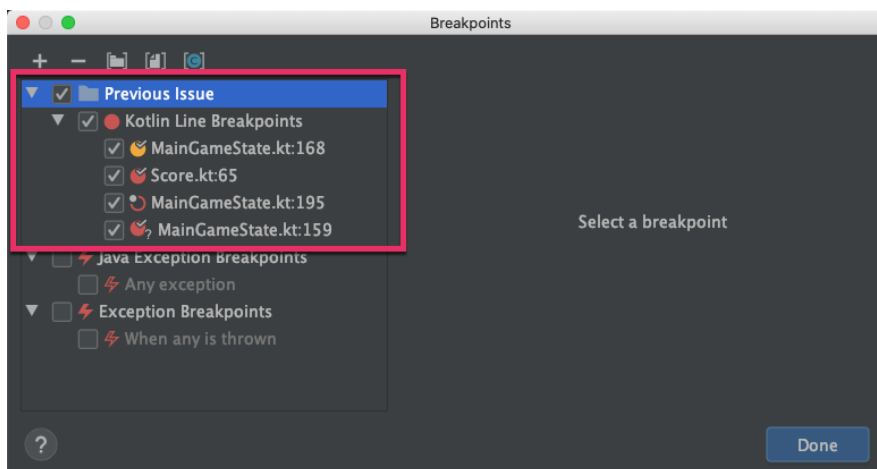 Breakpoints
Previous Issue
Kotlin Line Breakpoints
MainGameState.kt:168
Score.kt:65
MainGameState.kt:195
? MainGameState.kt:159
Java Exception Breakpoints
Any exception
Exception Breakpoints
When any is thrown
Select a breakpoint
?
Done